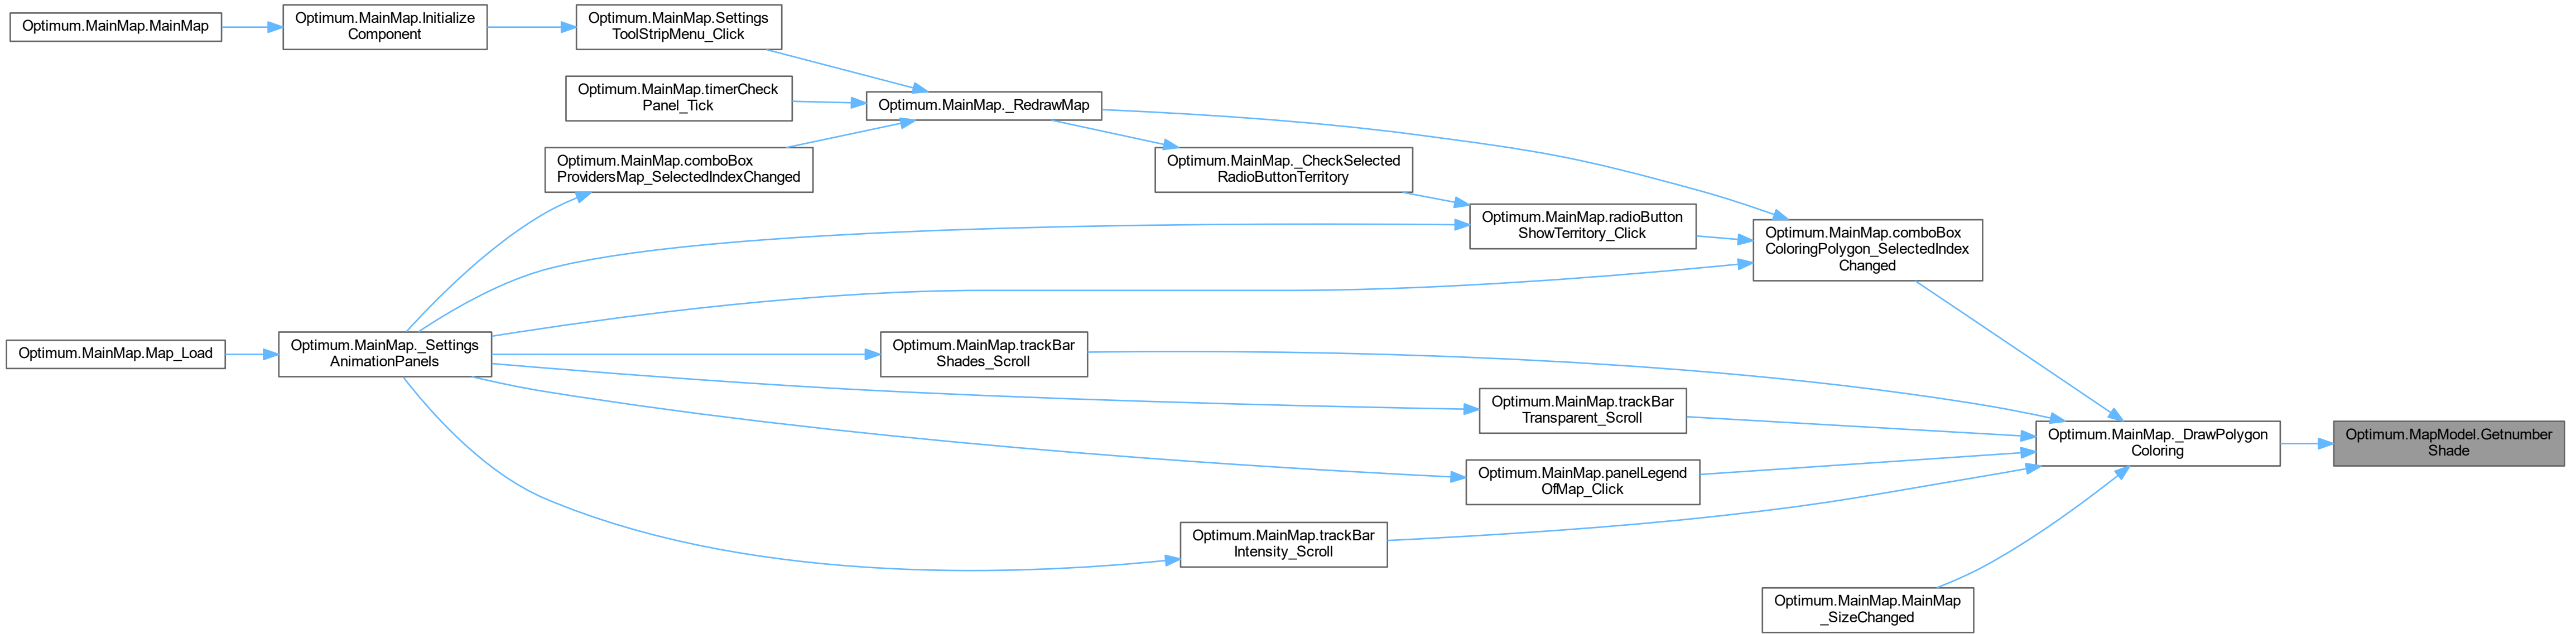 Optimum.MainMap.MainMap
Optimum.MainMap.Initialize
Component
Optimum.MainMap.Settings
ToolStripMenu_Click
Optimum.MainMap.timerCheck
Panel_Tick
Optimum.MainMap._RedrawMap
Optimum.MainMap.comboBox
ProvidersMap_SelectedIndexChanged
Optimum.MainMap._CheckSelected
RadioButtonTerritory
Optimum.MainMap.radioButton
ShowTerritory_Click
Optimum.MainMap.comboBox
ColoringPolygon_SelectedIndex
Changed
Optimum.MainMap.Map_Load
Optimum.MainMap._Settings
AnimationPanels
Optimum.MainMap.trackBar
Shades_Scroll
Optimum.MainMap.trackBar
Transparent_Scroll
Optimum.MainMap._DrawPolygon
Coloring
Optimum.MapModel.Getnumber
Shade
Optimum.MainMap.panelLegend
OfMap_Click
Optimum.MainMap.trackBar
Intensity_Scroll
Optimum.MainMap.MainMap
_SizeChanged